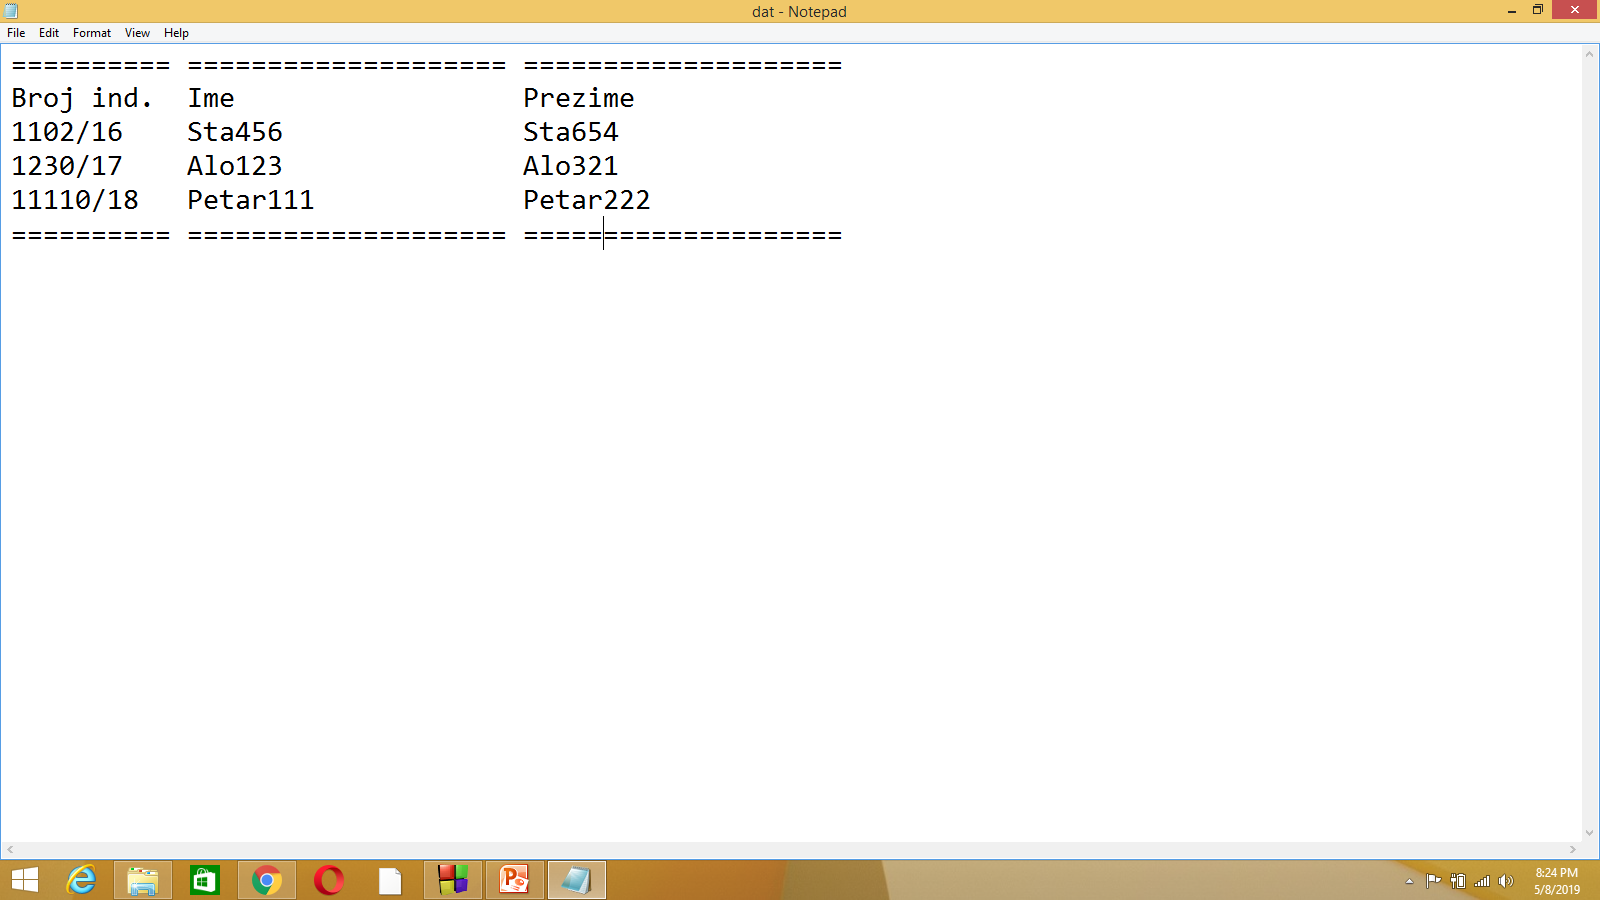 dat - Notepad
File Edit Format View Help
========== ==================== ====================
Broj ind.  Ime                  Prezime
1102/16    Sta456               Sta654
1230/17    Alo123               Alo321
11110/18   Petar111             Petar222
========== ==================== ====================
8:24 PM
5/8/2019